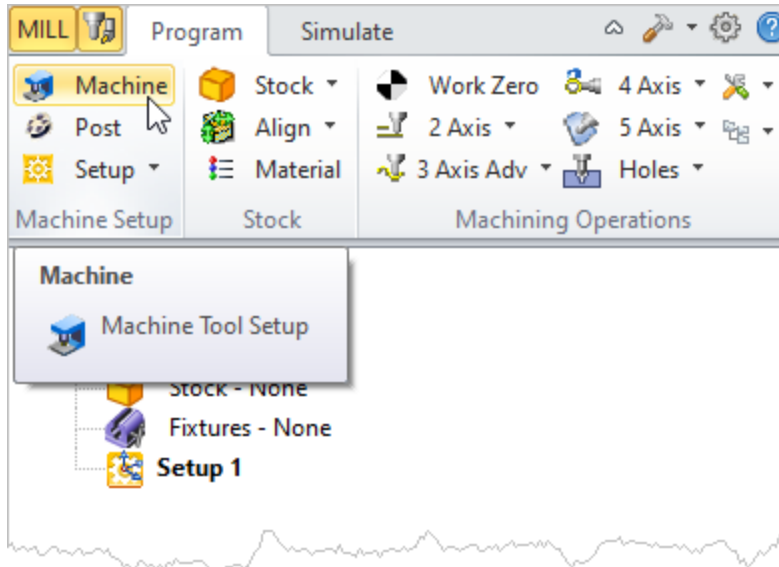 MILL Program Simulate
Machine Stock Work Zero 4 Axis
Post Align 2 Axis 5 Axis
Setup Material 3 Axis Adv Holes
Machine Setup Stock Machining Operations
Machine
Machine Tool Setup
Stock - None
Fixtures - None
Setup 1